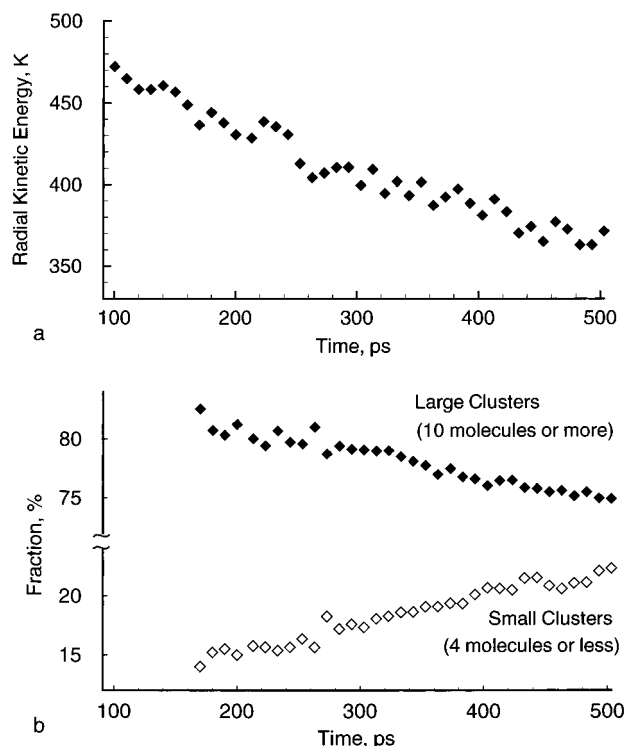 500
450
400
350
Radial Kinetic Energy, K
100
200
300
400
500
Time, ps
a
Large Clusters
(10 molecules or more)
80
75
Fraction, %
20
15
Small Clusters
(4 molecules or less)
100
200
300
400
500
Time, ps
b